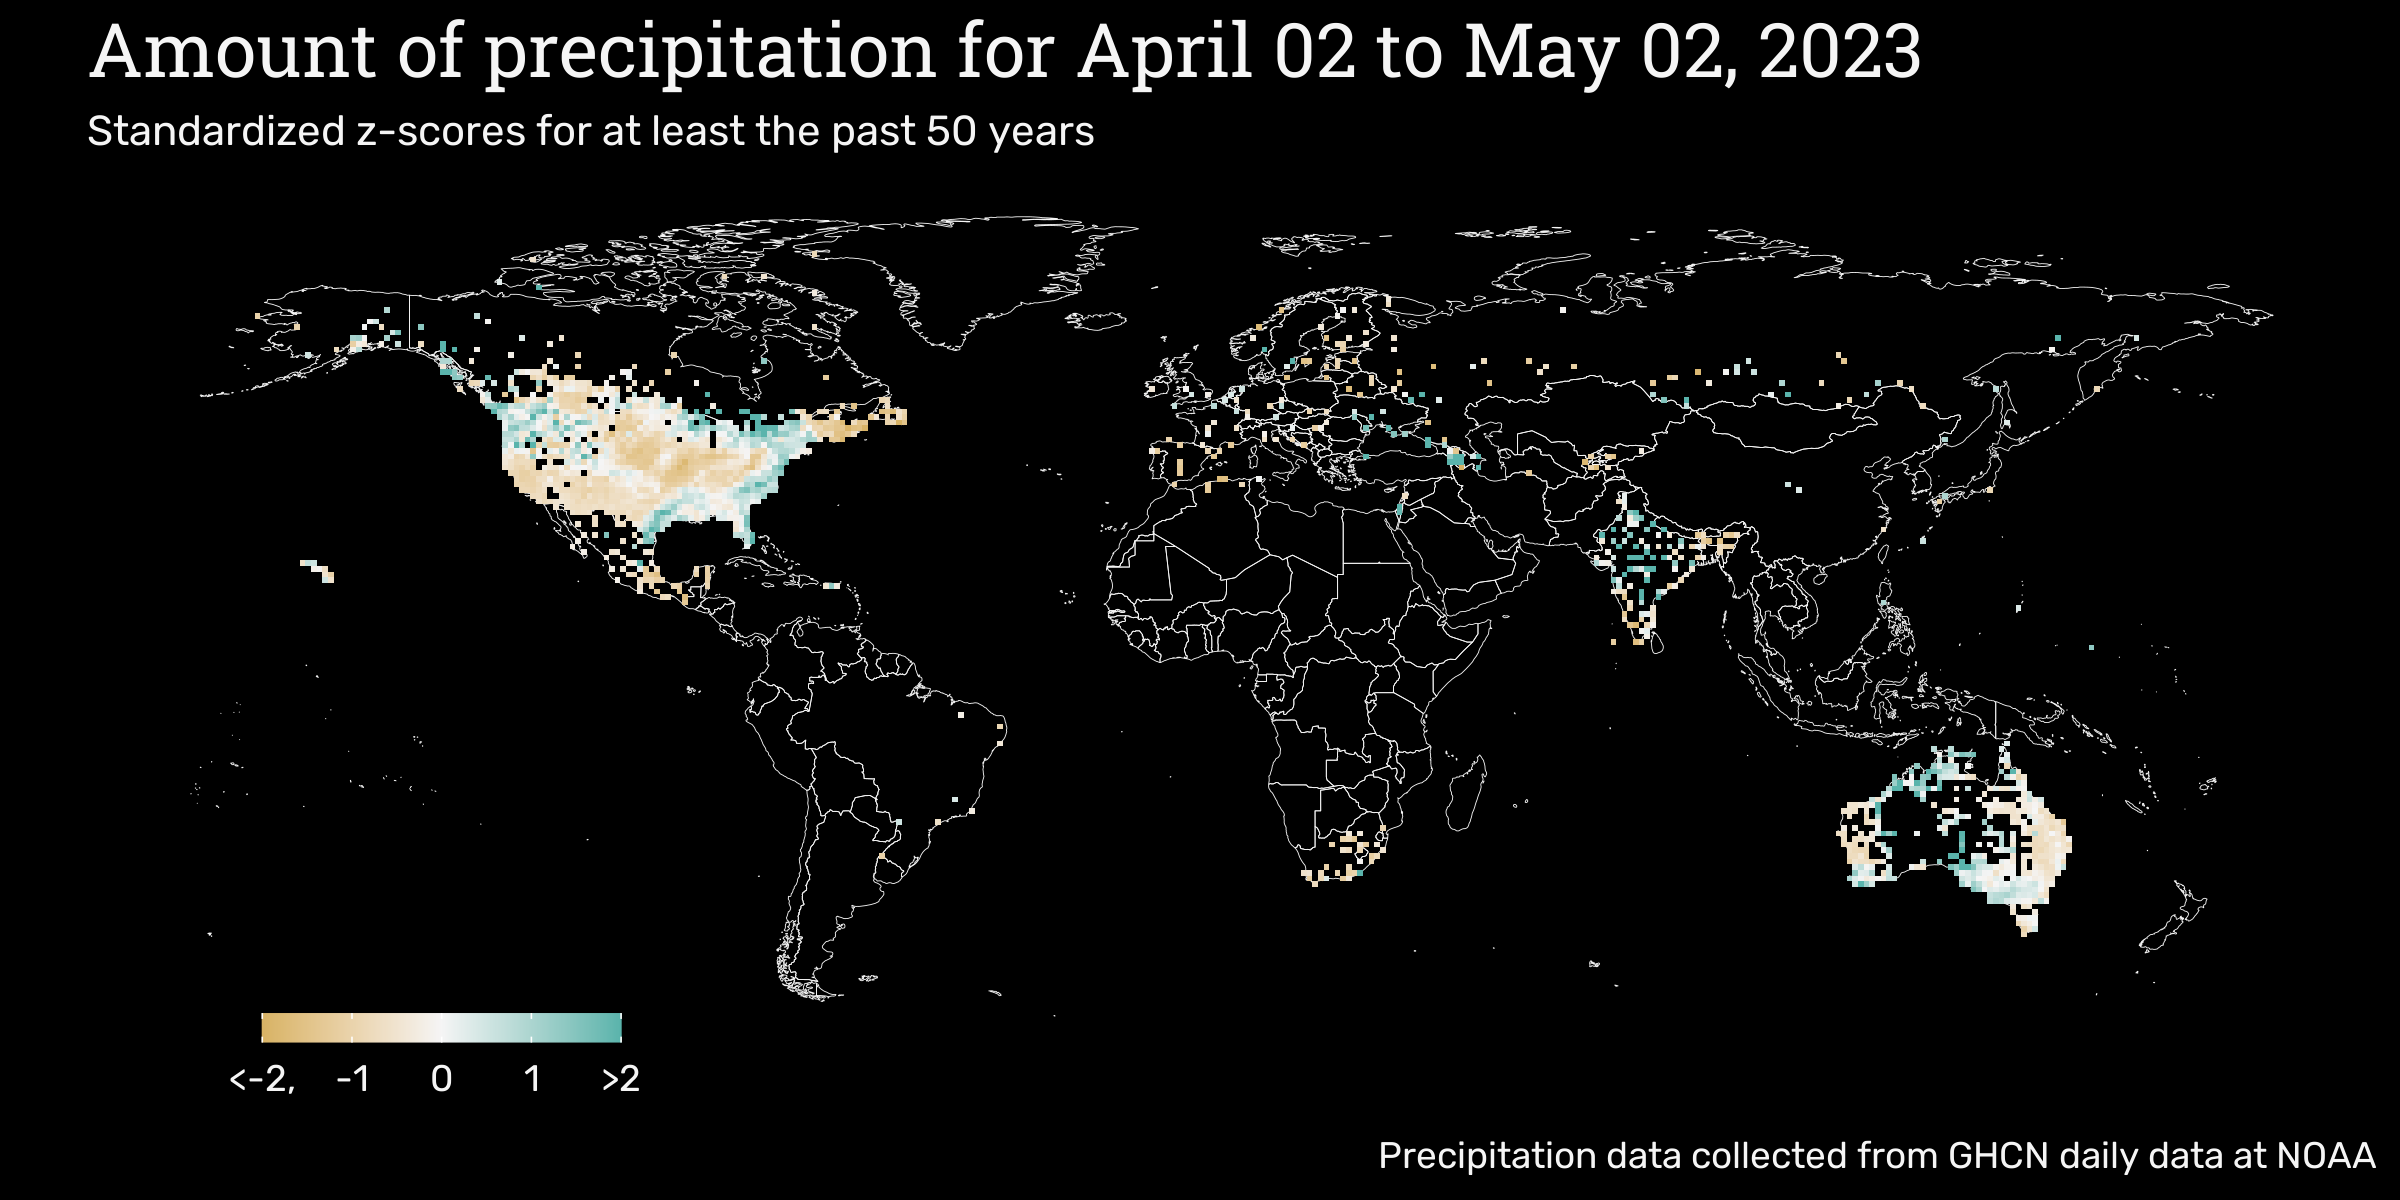 Amount of precipitation for April 02 to May 02, 2023
Standardized z-scores for at least the past 50 years
<-2, -1 0 1 >2
Precipitation data collected from GHCN daily data at NOAA